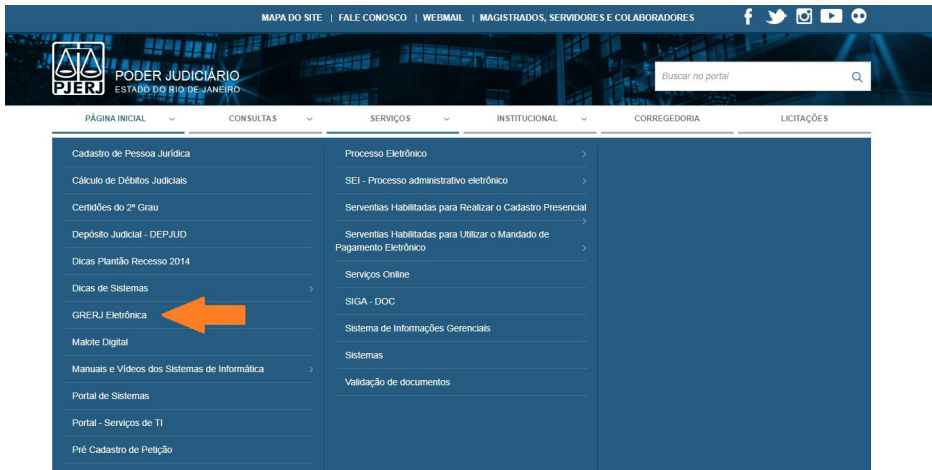 MAPA DO SITE | FALE CONOSCO | WEBMAIL | MAGISTRADOS, SERVIDORES E COLABORADORES
PJERJ
PODER JUDICIÁRIO
ESTADO DO RIO DE JANEIRO
Buscar no portal
PÁGINA INICIAL
CONSULTAS
SERVIÇOS
INSTITUCIONAL
CORREGEDORIA
LICITAÇÕES
Cadastro de Pessoa Jurídica
Cálculo de Débitos Judiciais
Certidões do 2º Grau
Depósito Judicial - DEPJUD
Dicas Plantão Recesso 2014
Dicas de Sistemas
GRERJ Eletrônica
Malote Digital
Manuais e Vídeos dos Sistemas de Informática
Portal de Sistemas
Portal - Serviços de TI
Pré Cadastro de Petição
Processo Eletrônico
SEI - Processo administrativo eletrônico
Serventias Habilitadas para Realizar o Cadastro Presencial
Serventias Habilitadas para Utilizar o Mandado de
Pagamento Eletrônico
Serviços Online
SIGA - DOC
Sistema de Informações Gerenciais
Sistemas
Validação de documentos